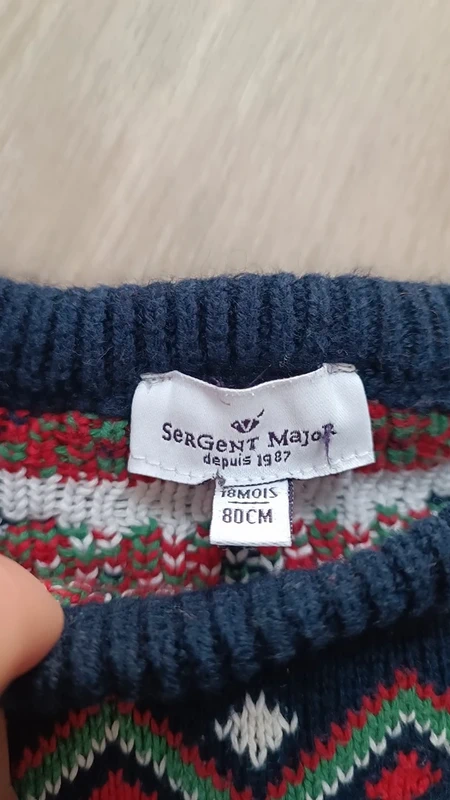 SerGent Major
depuis 1987
18MOIS
80CM